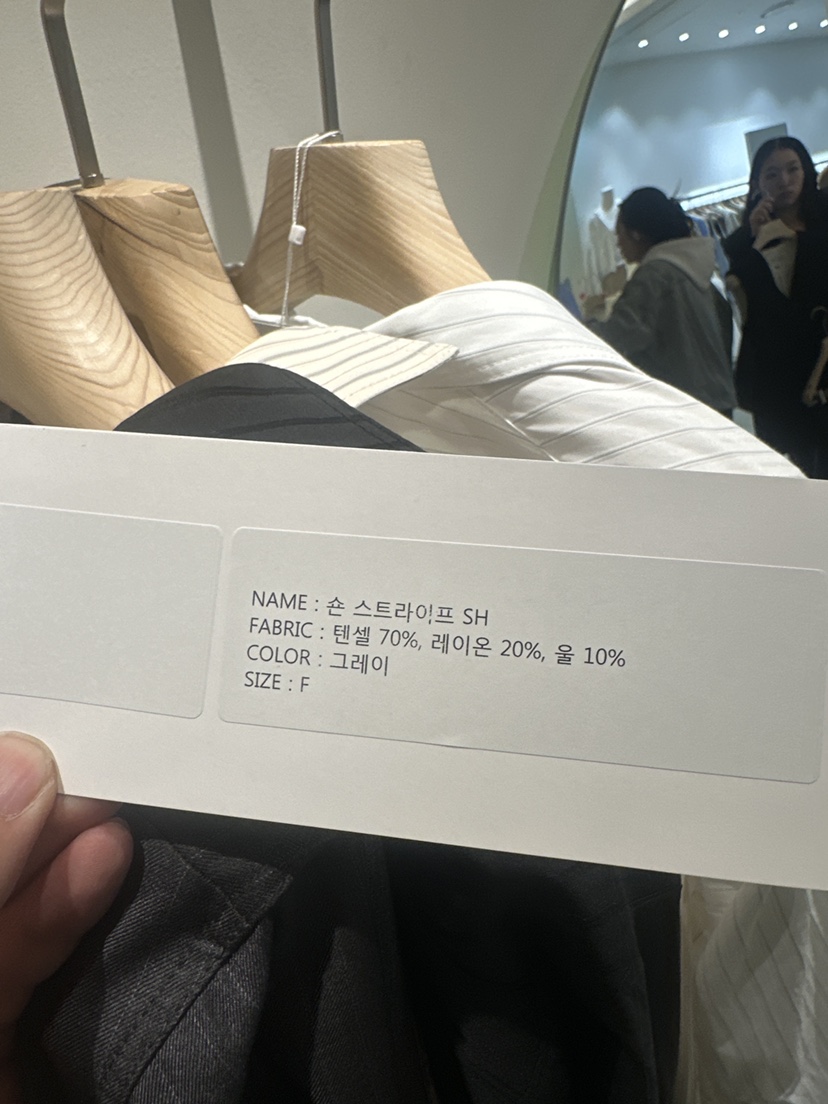 NAME : 숀 스트라이프 SH
FABRIC : 텐셀 70%, 레이온 20%, 울 10%
COLOR : 그레이
SIZE : F